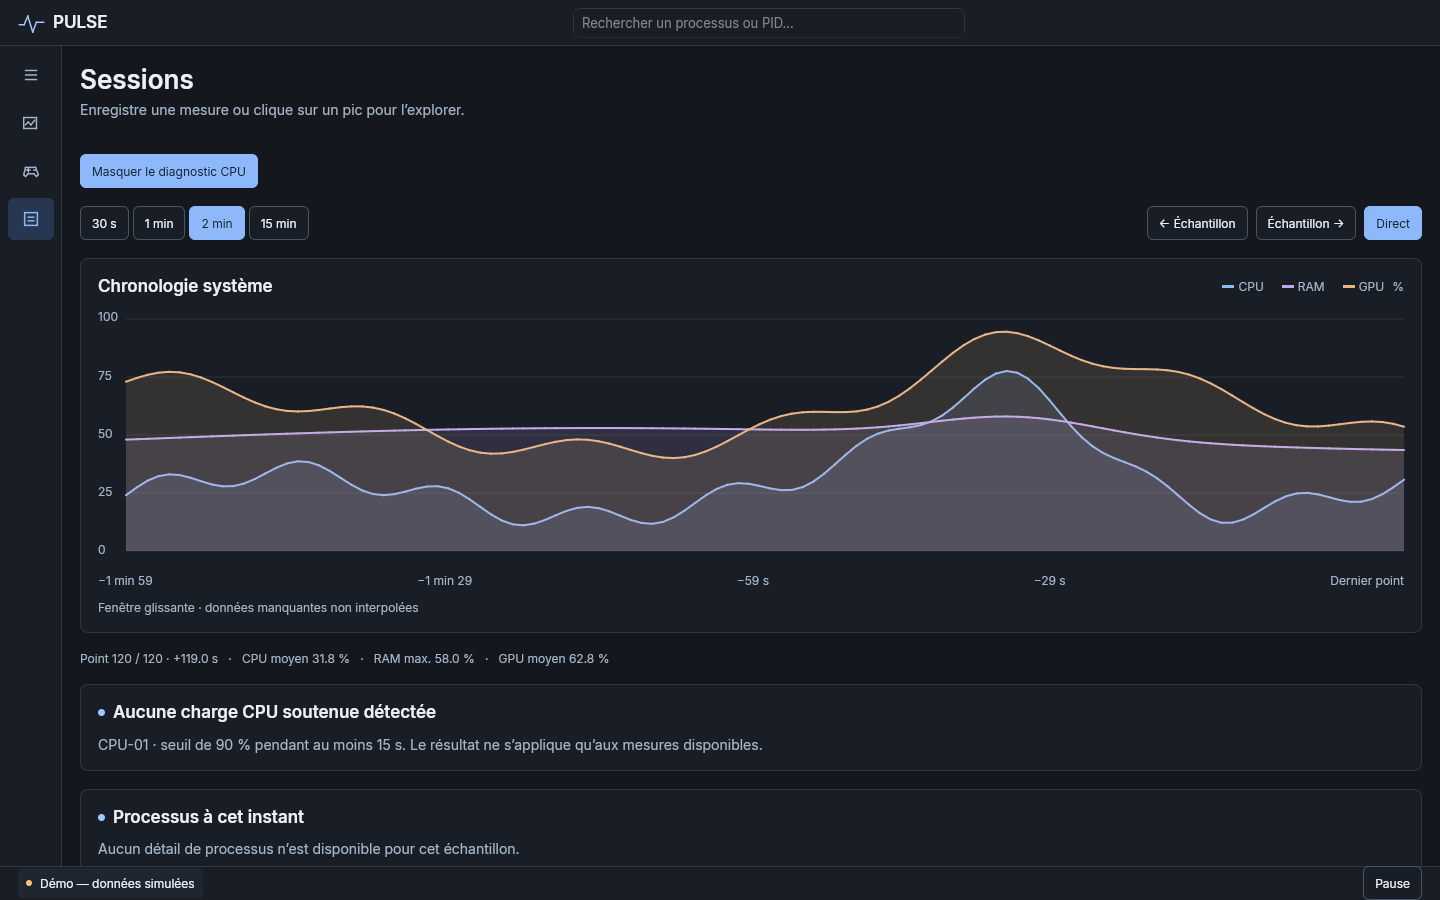 PULSE
Rechercher un processus ou PID...
Sessions
Enregistre une mesure ou clique sur un pic pour l’explorer.
Masquer le diagnostic CPU
30 s
1 min
2 min
15 min
← Échantillon
Échantillon →
Direct
Chronologie système
CPU
RAM
GPU %
100
75
50
25
0
−1 min 59
−1 min 29
−59 s
−29 s
Dernier point
Fenêtre glissante · données manquantes non interpolées
Point 120 / 120 · +119.0 s · CPU moyen 31.8 % · RAM max. 58.0 % · GPU moyen 62.8 %
Aucune charge CPU soutenue détectée
CPU-01 · seuil de 90 % pendant au moins 15 s. Le résultat ne s’applique qu’aux mesures disponibles.
Processus à cet instant
Aucun détail de processus n’est disponible pour cet échantillon.
Démo — données simulées
Pause